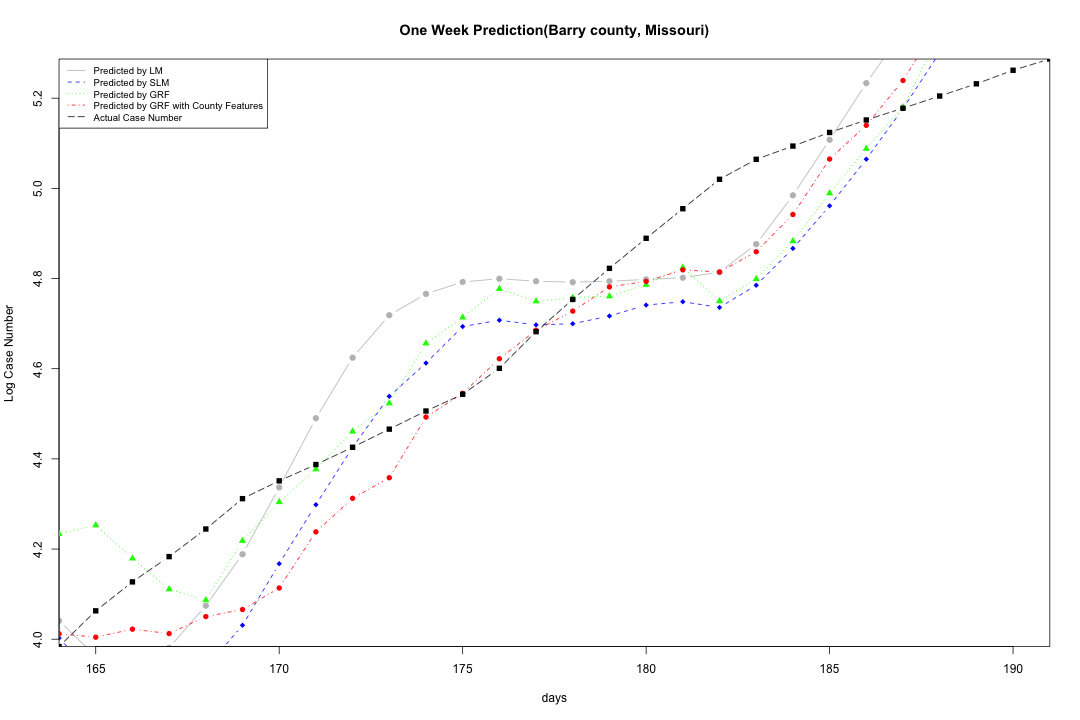 One Week Prediction(Barry county, Missouri)
Predicted by LM
Predicted by SLM
Predicted by GRF
Predicted by GRF with County Features
Actual Case Number
Log Case Number
5.2
5.0
4.8
4.6
4.4
4.2
4.0
165 170 175 180 185 190
days